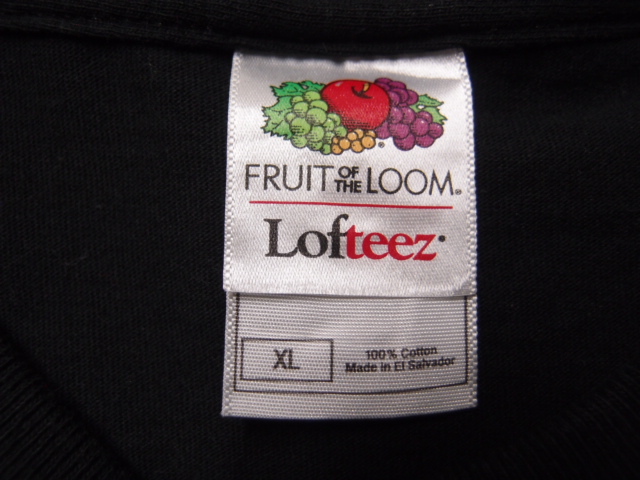 FRUIT OF THE LOOM®
Lofteez®
XL
100% Cotton
Made in El Salvador